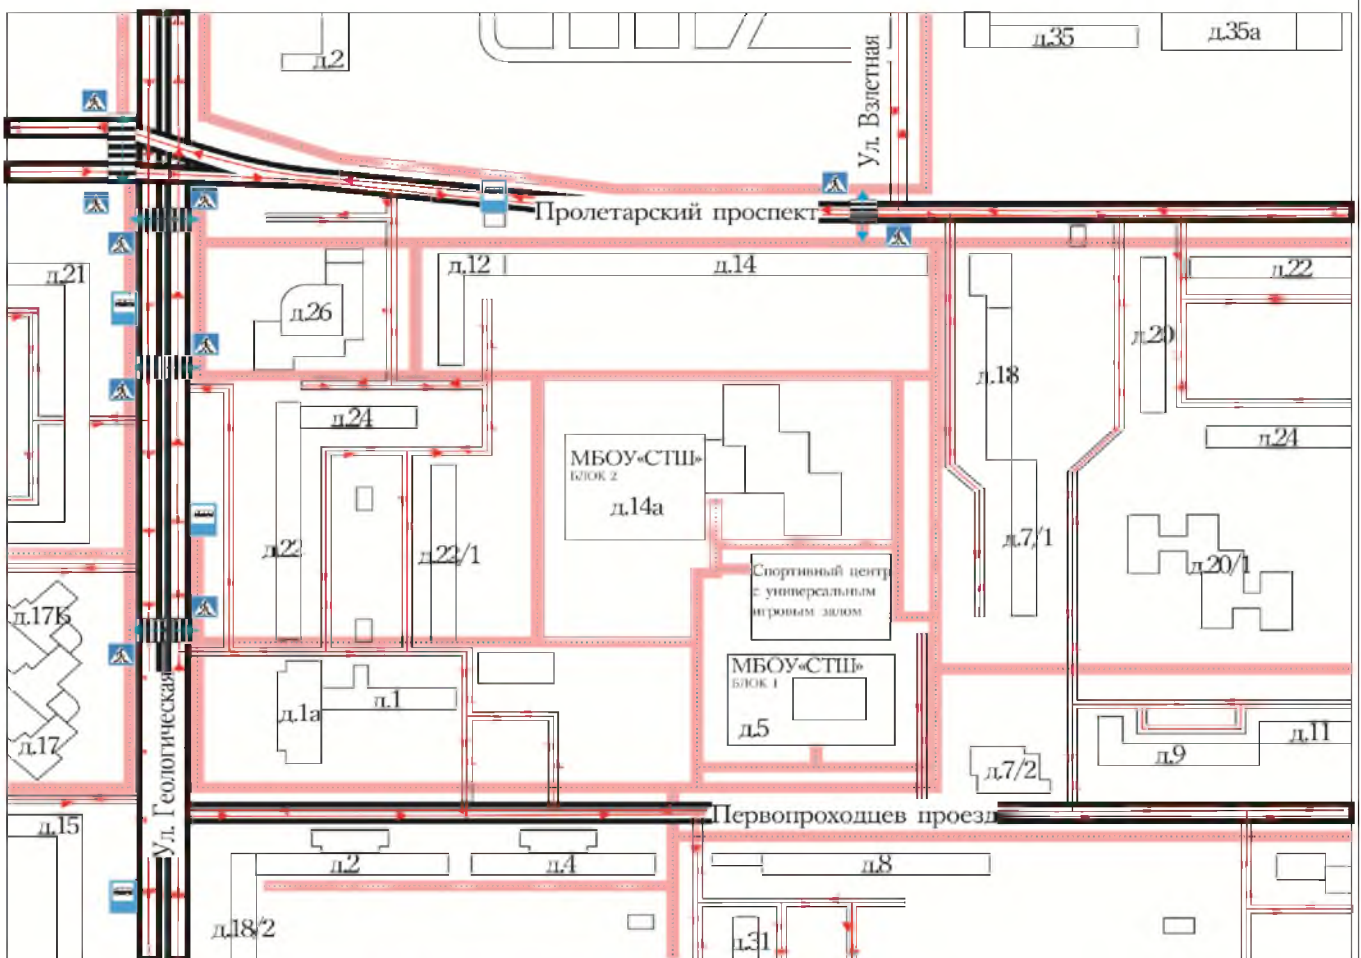 д.2
Ул. Взлетная
д.35
д.35а
Пролетарский проспект
д.21
д.12
д.14
д.22
д.26
д.20
д.18
д.24
д.24
МБОУ«СТШ»
БЛОК 2
д.14а
д.22
д.22/1
д.7/1
д.20/1
Спортивный центр
с универсальным
игровым залом
д.17Б
МБОУ«СТШ»
БЛОК 1
д.5
д.1а
д.1
д.17
Ул. Геологическая
д.7/2
д.9
д.11
Первопроходцев проезд
д.15
д.2
д.4
д.8
д.18/2
д.31